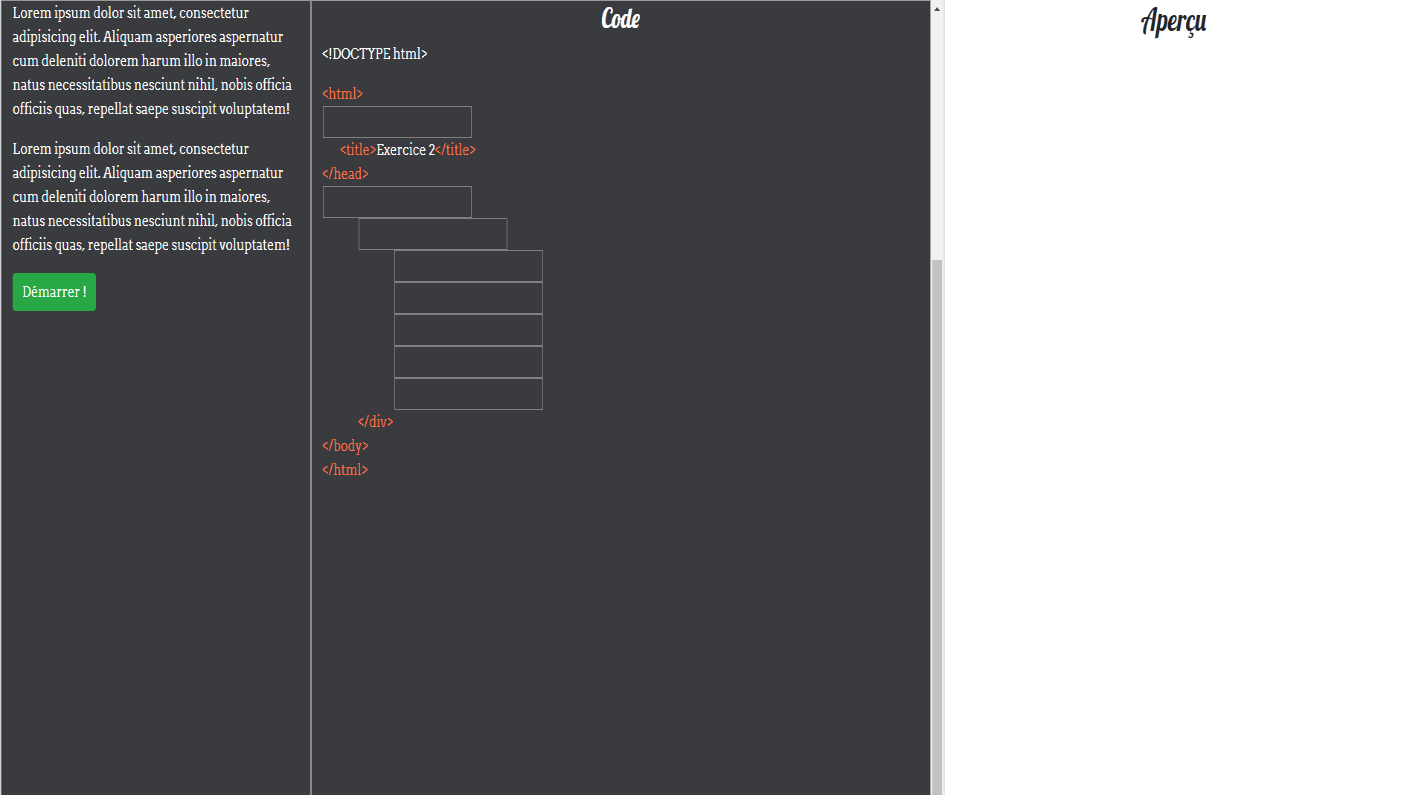 Lorem ipsum dolor sit amet, consectetur
adipisicing elit. Aliquam asperiores aspernatur
cum deleniti dolorem harum illo in maiores,
natus necessitatibus nesciunt nihil, nobis officia
officiis quas, repellat saepe suscipit voluptatem!
Lorem ipsum dolor sit amet, consectetur
adipisicing elit. Aliquam asperiores aspernatur
cum deleniti dolorem harum illo in maiores,
natus necessitatibus nesciunt nihil, nobis officia
officiis quas, repellat saepe suscipit voluptatem!
Démarrer !
Code
<!DOCTYPE html>
<html>
<title>Exercice 2</title>
</head>
</div>
</body>
</html>
Aperçu